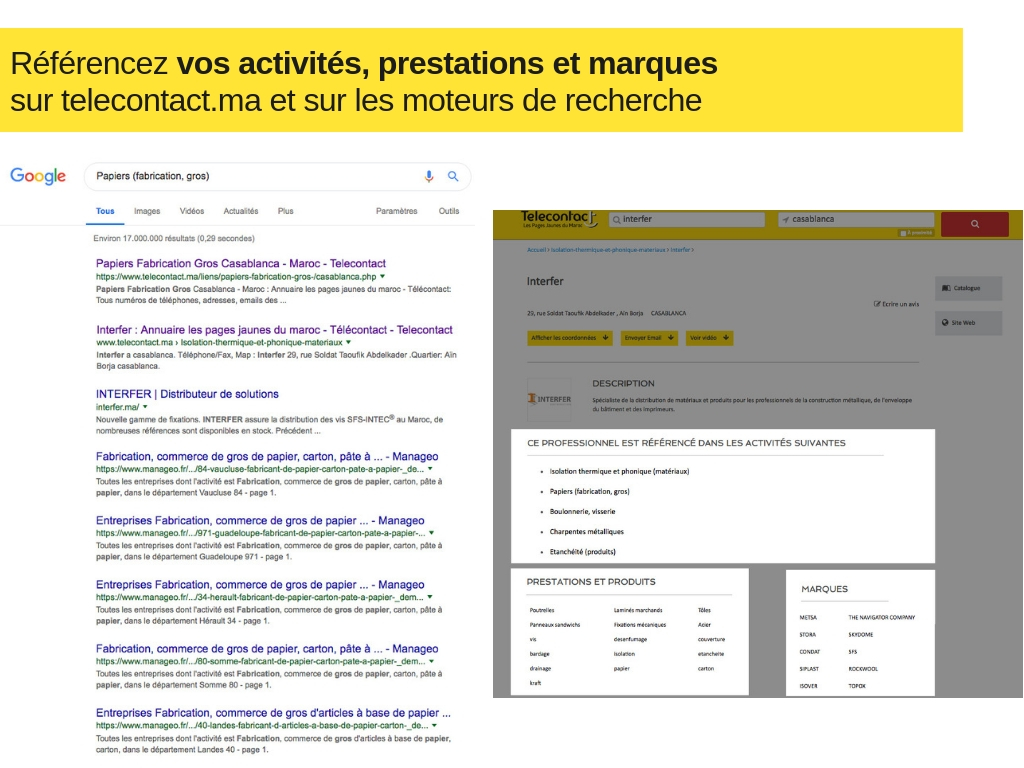 Référencez vos activités, prestations et marques
sur telecontact.ma et sur les moteurs de recherche
Google
Papiers (fabrication, gros)
Tous Images Vidéos Actualités Plus Paramètres Outils
Environ 17.000.000 résultats (0,29 secondes)
Papiers Fabrication Gros Casablanca - Maroc - Telecontact
https://www.telecontact.ma/liens/papiers-fabrication-gros-/casablanca.php
Papiers Fabrication Gros Casablanca - Maroc : Annuaire les pages jaunes du maroc - Télécontact:
Tous numéros de téléphones, adresses, emails des ...
Interfer : Annuaire les pages jaunes du maroc - Télécontact - Telecontact
www.telecontact.ma › Isolation-thermique-et-phonique-materiaux
Interfer a casablanca. Téléphone/Fax, Map : Interfer 29, rue Soldat Taoufik Abdelkader .Quartier: Aïn
Borja casablanca.
INTERFER | Distributeur de solutions
interfer.ma/
Nouvelle gamme de fixations. INTERFER assure la distribution des vis SFS-INTEC® au Maroc, de
nombreuses références sont disponibles en stock. Précédent ...
Fabrication, commerce de gros de papier, carton, pâte à ... - Manageo
https://www.manageo.fr/.../84-vaucluse-fabricant-de-papier-carton-pate-a-papier-_de...
Toutes les entreprises dont l'activité est Fabrication, commerce de gros de papier, carton, pâte à
papier, dans le département Vaucluse 84 - page 1.
Entreprises Fabrication, commerce de gros de papier ... - Manageo
https://www.manageo.fr/.../971-guadeloupe-fabricant-de-papier-carton-pate-a-papier-...
Toutes les entreprises dont l'activité est Fabrication, commerce de gros de papier, carton, pâte à
papier, dans le département Guadeloupe 971 - page 1.
Entreprises Fabrication, commerce de gros de papier ... - Manageo
https://www.manageo.fr/.../34-herault-fabricant-de-papier-carton-pate-a-papier-_dem...
Toutes les entreprises dont l'activité est Fabrication, commerce de gros de papier, carton, pâte à
papier, dans le département Hérault 34 - page 1.
Fabrication, commerce de gros de papier, carton, pâte à ... - Manageo
https://www.manageo.fr/.../80-somme-fabricant-de-papier-carton-pate-a-papier-_dem...
Toutes les entreprises dont l'activité est Fabrication, commerce de gros de papier, carton, pâte à
papier, dans le département Somme 80 - page 1.
Entreprises Fabrication, commerce de gros d'articles à base de papier ...
https://www.manageo.fr/.../40-landes-fabricant-d-articles-a-base-de-papier-carton-_de...
Toutes les entreprises dont l'activité est Fabrication, commerce de gros d'articles à base de papier,
carton, dans le département Landes 40 - page 1.
Telecontact interfer casablanca
Les Pages Jaunes du Maroc A proximité
Accueil › Isolation-thermique-et-phonique-materiaux › Interfer ›
Interfer
Catalogue
Ecrire un avis
29, rue Soldat Taoufik Abdelkader , Aïn Borja CASABLANCA
Site Web
Afficher les coordonnées Envoyer Email Voir vidéo
DESCRIPTION
INTERFER
Spécialiste de la distribution de matériaux et produits pour les professionnels de la construction métallique, de l'enveloppe
du bâtiment et des imprimeurs.
CE PROFESSIONNEL EST RÉFÉRENCÉ DANS LES ACTIVITÉS SUIVANTES
• Isolation thermique et phonique (matériaux)
• Papiers (fabrication, gros)
• Boulonnerie, visserie
• Charpentes métalliques
• Etanchéité (produits)
PRESTATIONS ET PRODUITS
Poutrelles Laminés marchands Tôles
Panneaux sandwichs Fixations mécaniques Acier
vis desenfumage couverture
bardage isolation etancheite
drainage papier carton
kraft
MARQUES
METSA THE NAVIGATOR COMPANY
STORA SKYDOME
CONDAT SFS
SIPLAST ROCKWOOL
ISOVER TOPOX